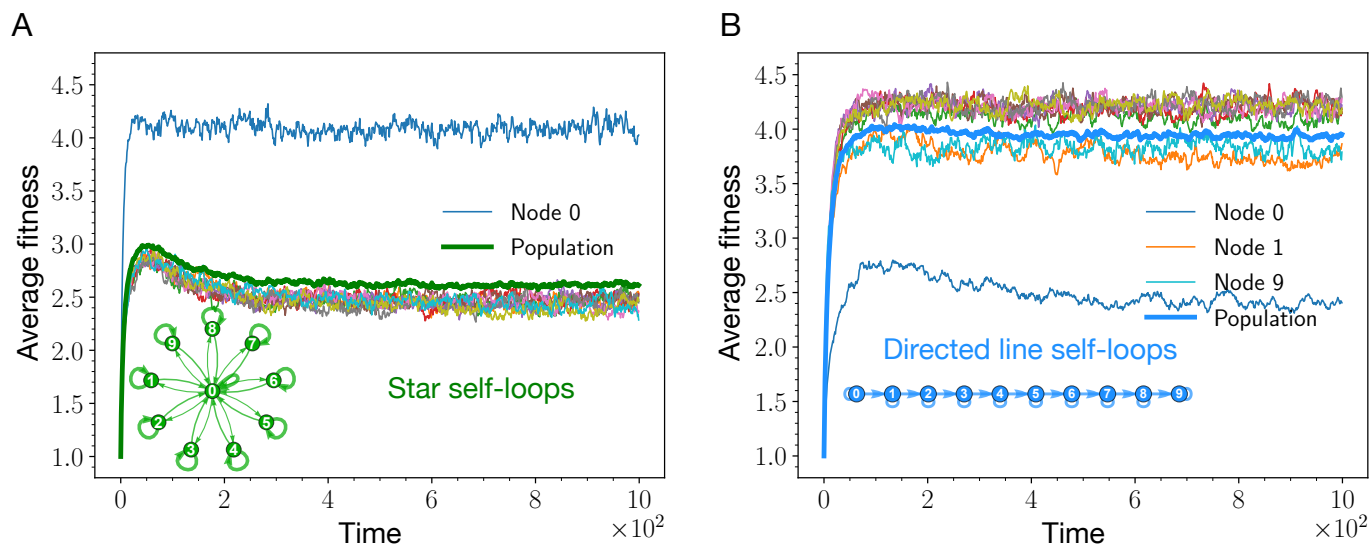 A
Average fitness
4.5
4.0
3.5
3.0
2.5
2.0
1.5
1.0
Node 0
Population
8
9
7
1
0
6
2
5
3
4
Star self-loops
0
2
4
6
8
10
×10²
Time
B
Average fitness
4.5
4.0
3.5
3.0
2.5
2.0
1.5
1.0
Node 0
Node 1
Node 9
Population
Directed line self-loops
0 1 2 3 4 5 6 7 8 9
0
2
4
6
8
10
×10²
Time